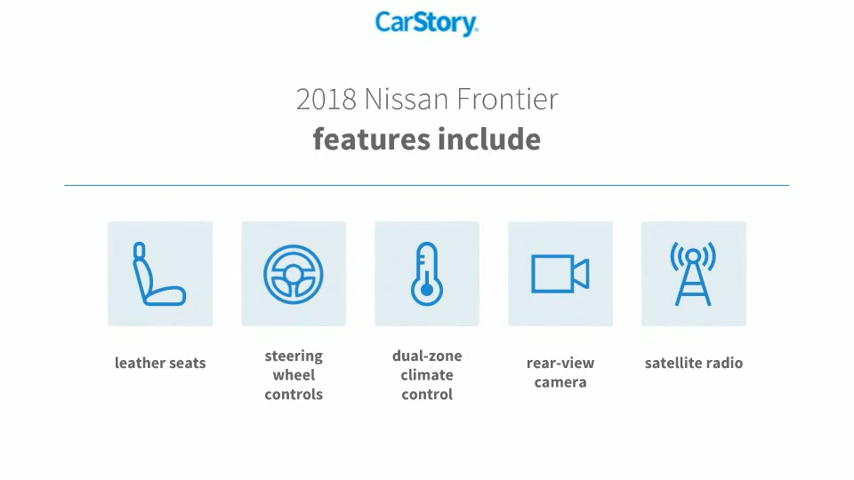 CarStory.
2018 Nissan Frontier
features include
leather seats
steering
wheel
controls
dual-zone
climate
control
rear-view
camera
satellite radio